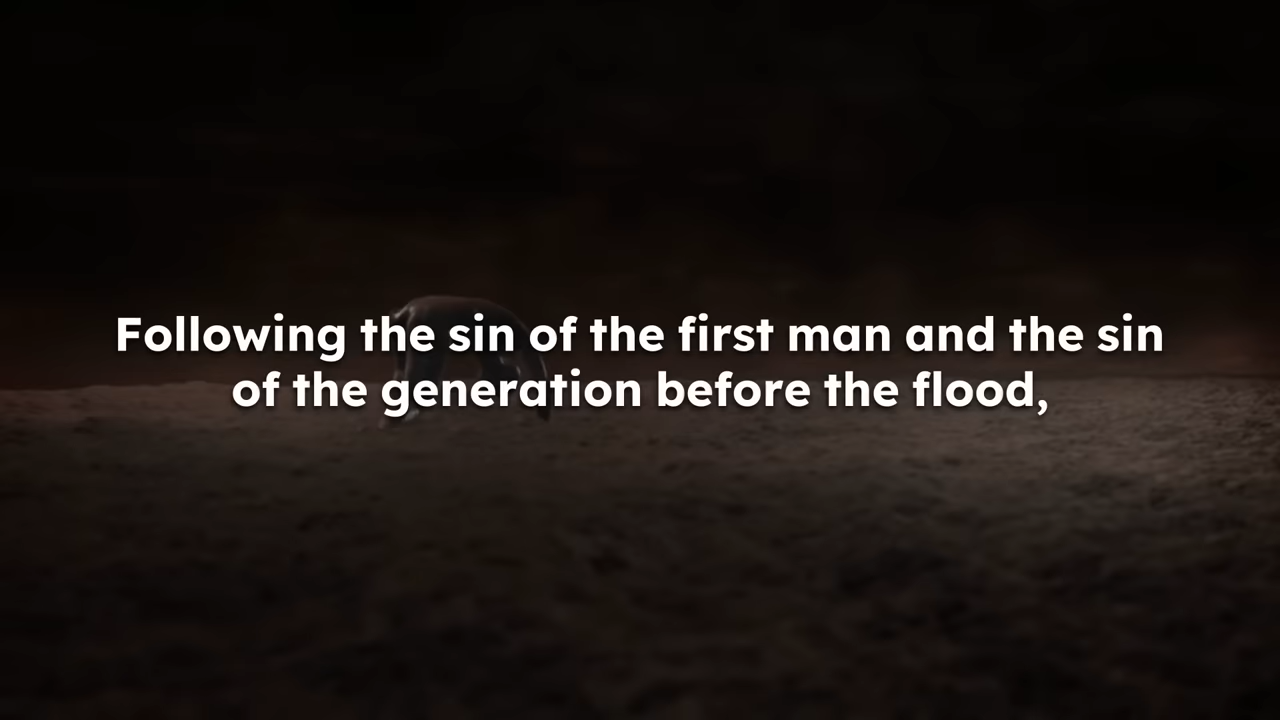 Following the sin of the first man and the sin
of the generation before the flood,